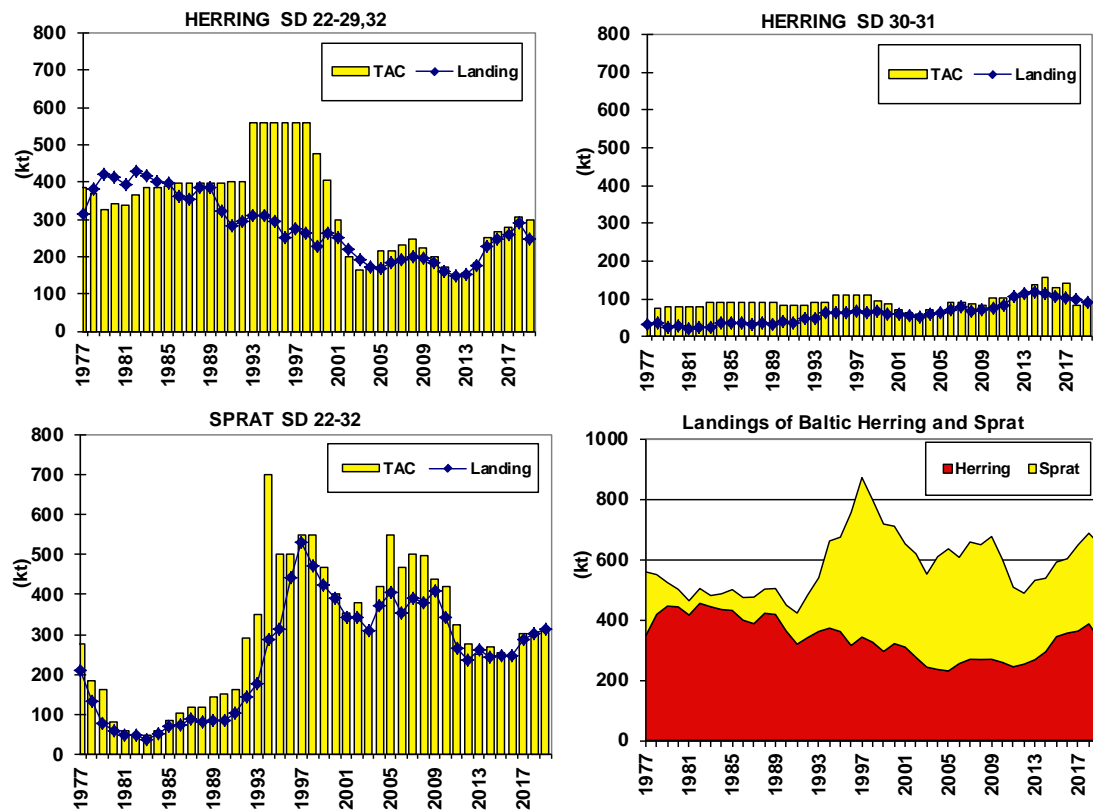 HERRING SD 22-29,32
800
700
600
500
400
300
200
100
0
(kt)
TAC Landing
1977 1981 1985 1989 1993 1997 2001 2005 2009 2013 2017
HERRING SD 30-31
800
700
600
500
400
300
200
100
0
(kt)
TAC Landing
1977 1981 1985 1989 1993 1997 2001 2005 2009 2013 2017
SPRAT SD 22-32
800
700
600
500
400
300
200
100
0
(kt)
TAC Landing
1977 1981 1985 1989 1993 1997 2001 2005 2009 2013 2017
Landings of Baltic Herring and Sprat
1000
800
600
400
200
0
(kt)
Herring Sprat
1977 1981 1985 1989 1993 1997 2001 2005 2009 2013 2017